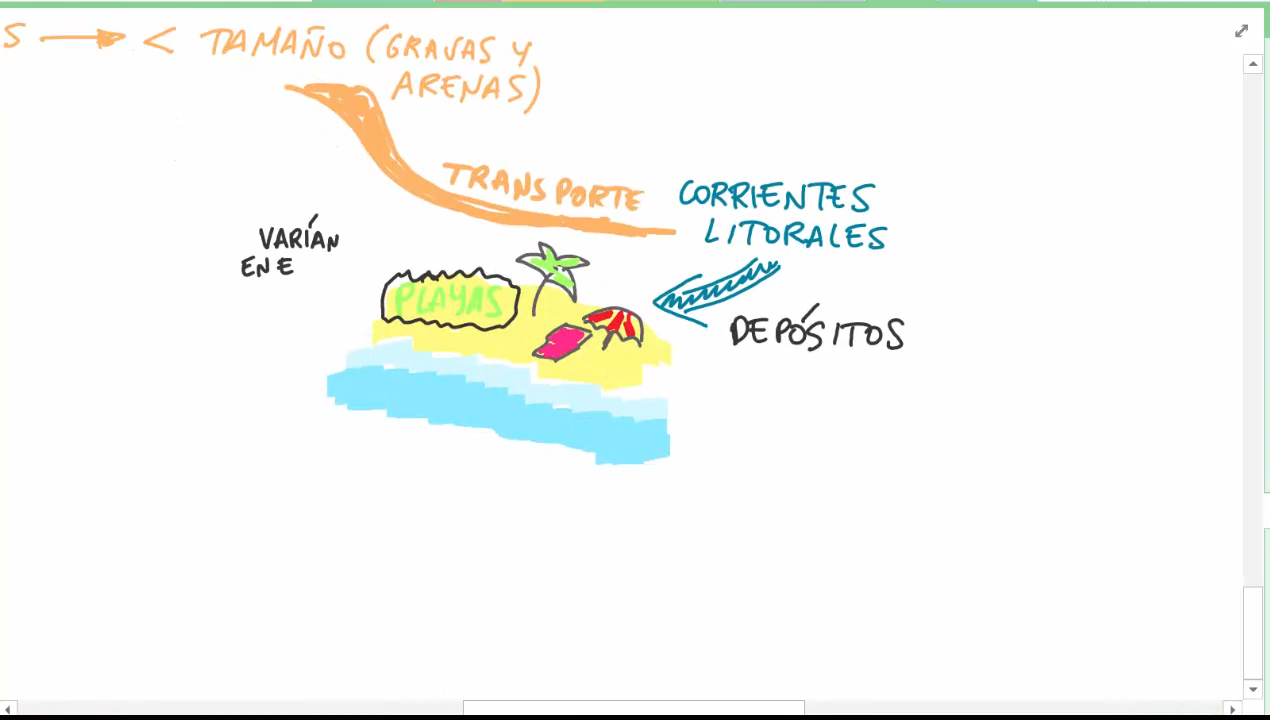 S → < TAMAÑO (GRAVAS Y
ARENAS)
TRANSPORTE
CORRIENTES
LITORALES
VARÍAN
EN E
PLAYAS
DEPÓSITOS